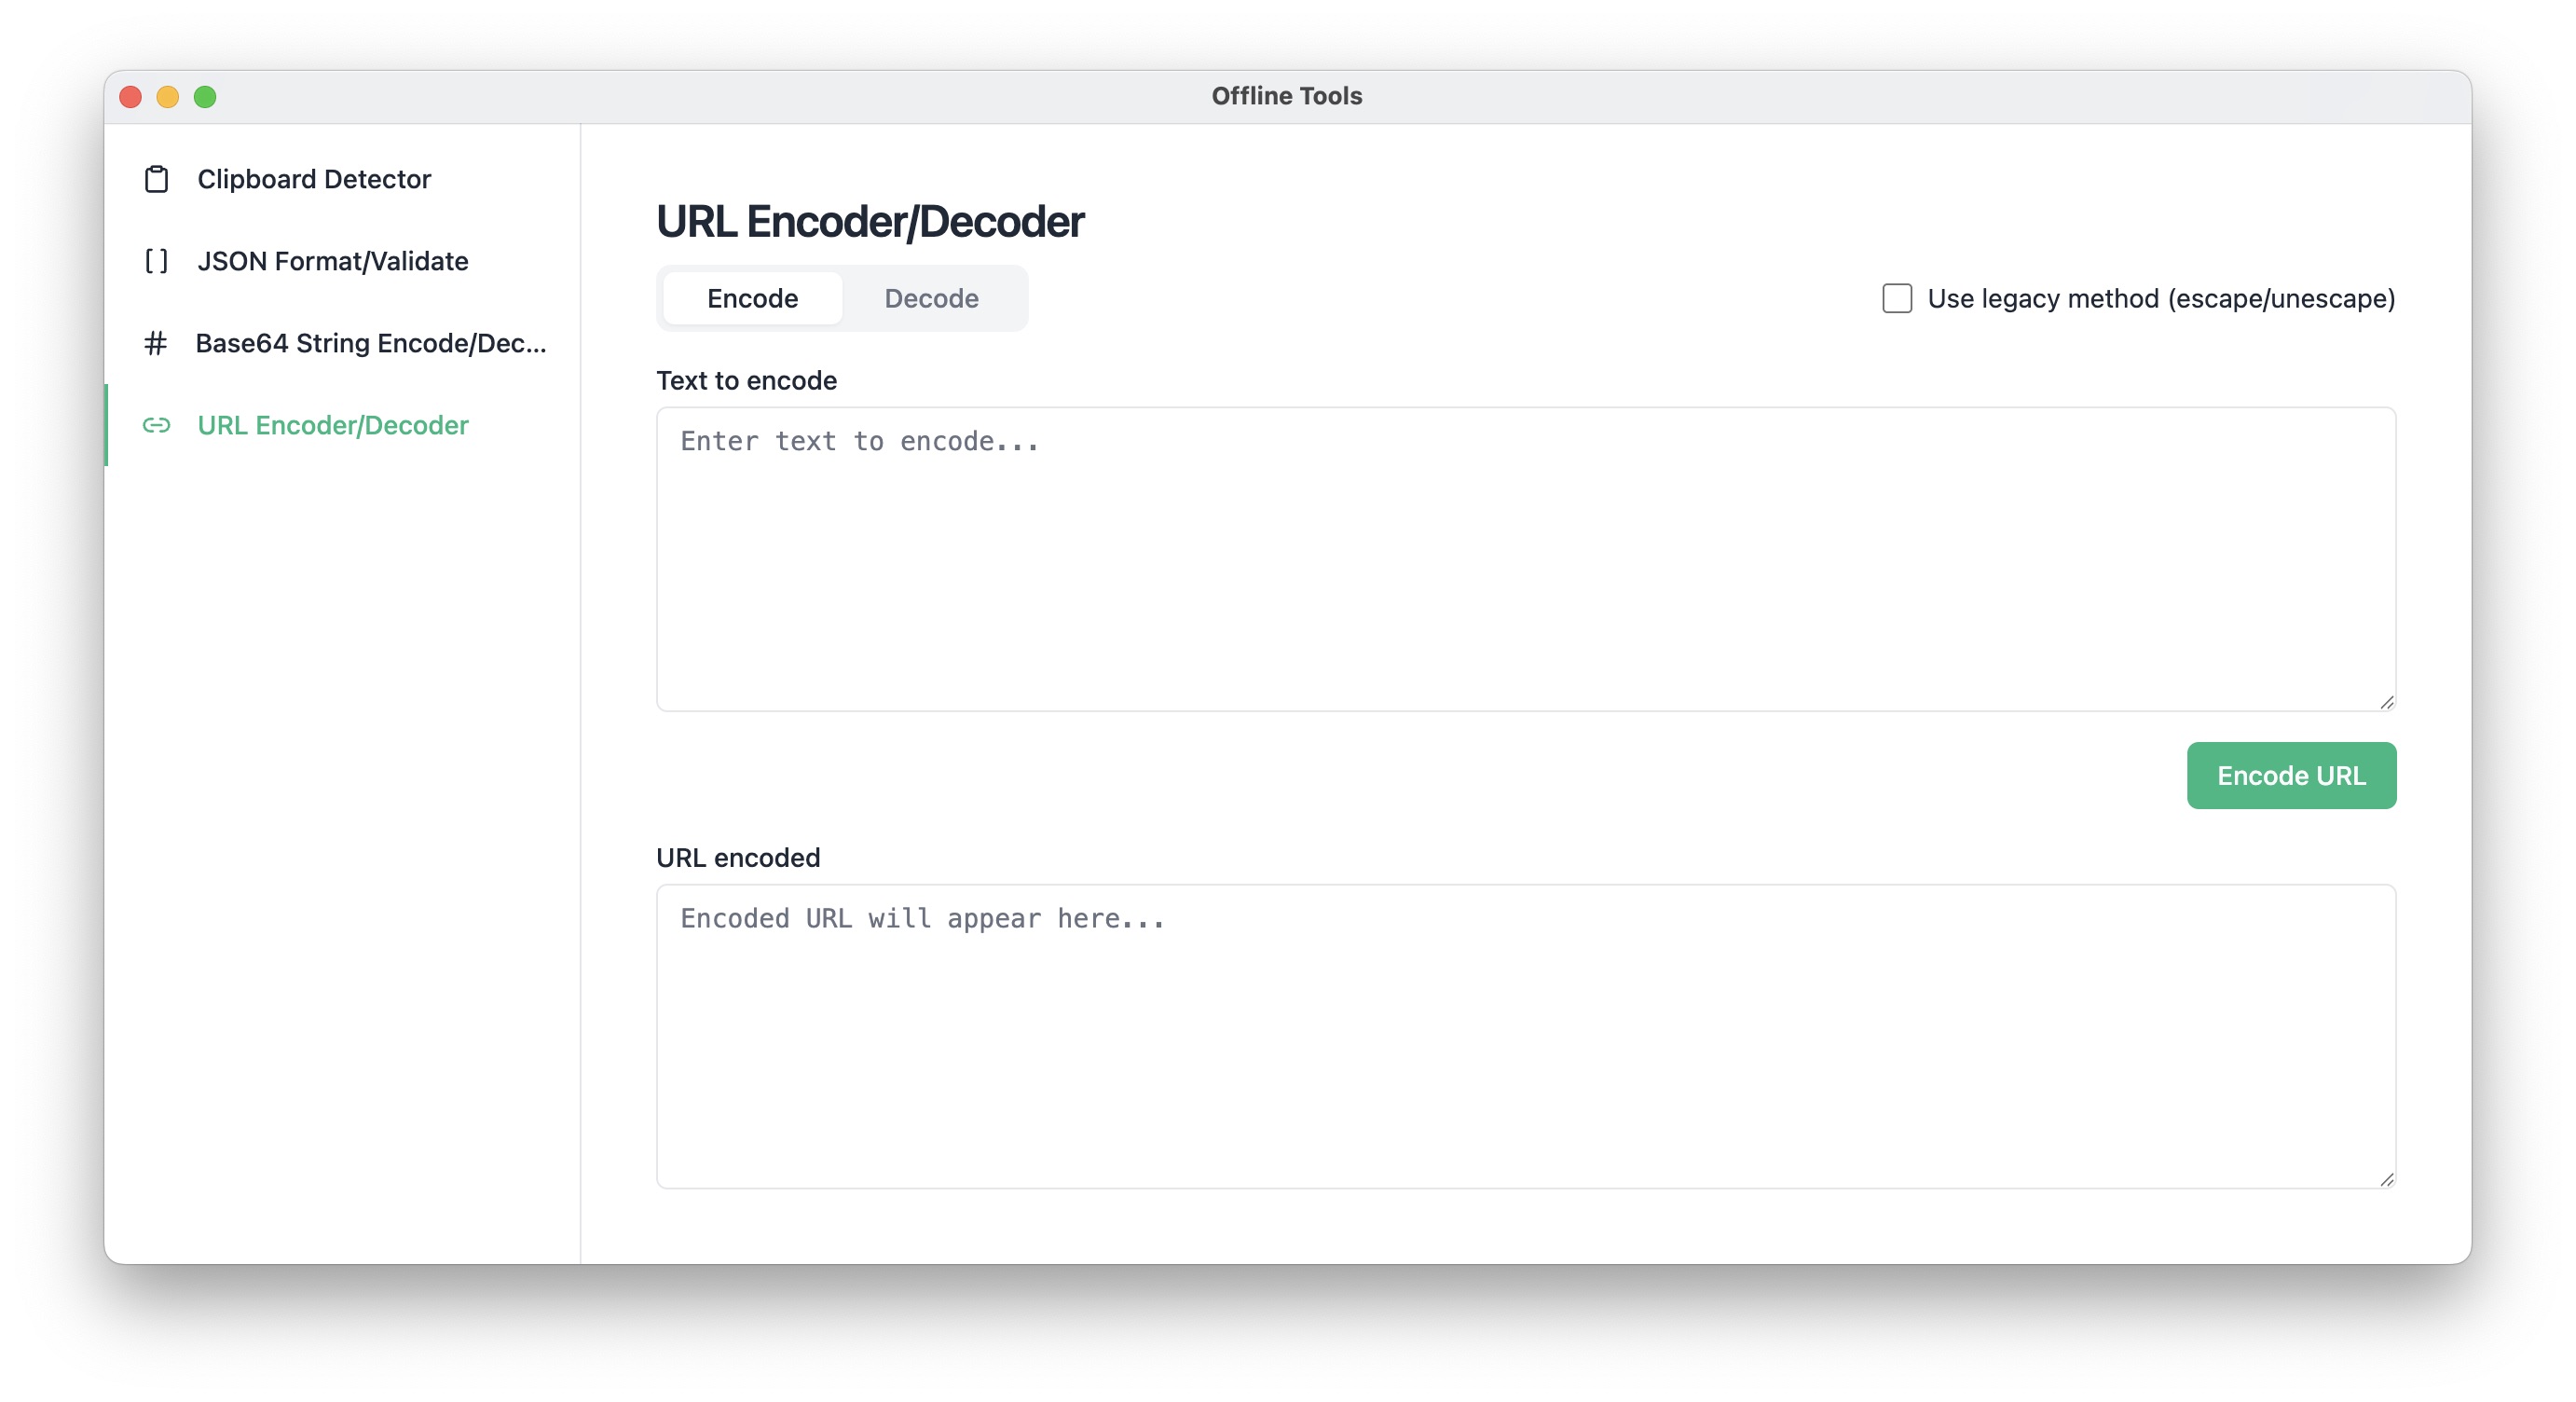 Offline Tools
Clipboard Detector
JSON Format/Validate
Base64 String Encode/Dec...
URL Encoder/Decoder
URL Encoder/Decoder
Encode Decode
Use legacy method (escape/unescape)
Text to encode
Enter text to encode...
Encode URL
URL encoded
Encoded URL will appear here...